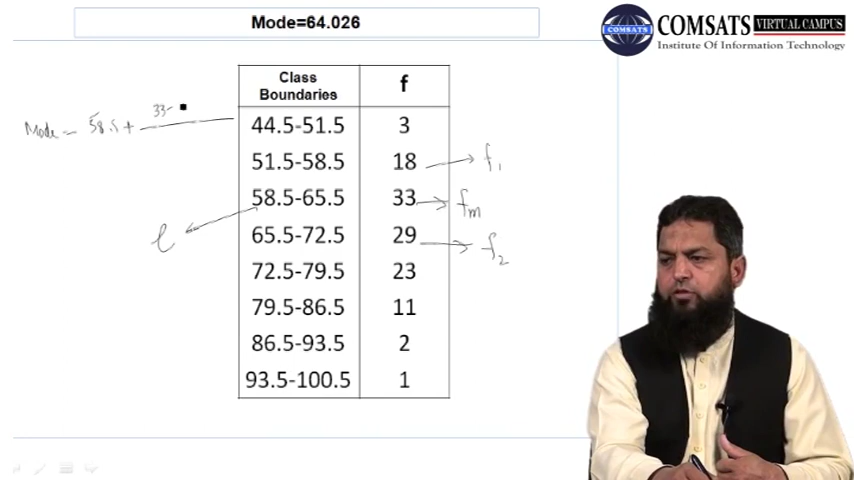 Mode=64.026
COMSATS VIRTUAL CAMPUS
COMSATS
Institute Of Information Technology
Class Boundaries f
44.5-51.5 3
51.5-58.5 18
58.5-65.5 33
65.5-72.5 29
72.5-79.5 23
79.5-86.5 11
86.5-93.5 2
93.5-100.5 1
Mode = 58.5 + 33-
f1
fm
l
f2